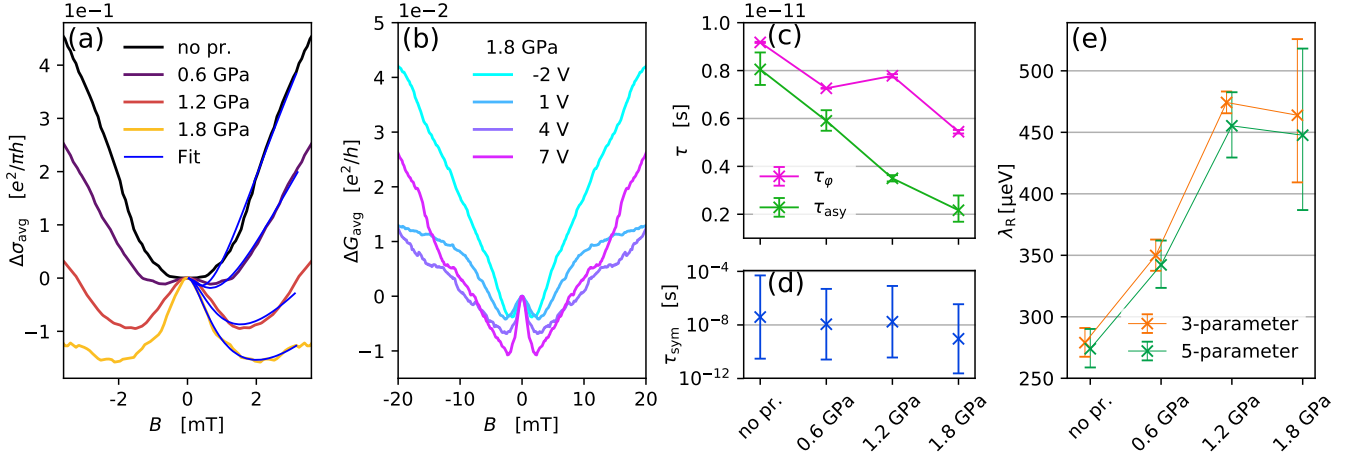 1e−1
(a)
no pr.
0.6 GPa
1.2 GPa
1.8 GPa
Fit
4
3
2
1
0
−1
Δσavg [e²/πh]
−2
0
2
B [mT]
1e−2
(b)
1.8 GPa
-2 V
1 V
4 V
7 V
5
4
3
2
1
0
−1
ΔGavg [e²/h]
−20
−10
0
10
20
B [mT]
1e−11
(c)
1.0
0.8
0.6
0.4
0.2
τ [s]
τφ
τasy
(d)
10⁻⁴
10⁻⁸
10⁻¹²
τsym [s]
no pr.
0.6 GPa
1.2 GPa
1.8 GPa
(e)
500
450
400
350
300
250
λR [µeV]
3-parameter
5-parameter
no pr.
0.6 GPa
1.2 GPa
1.8 GPa